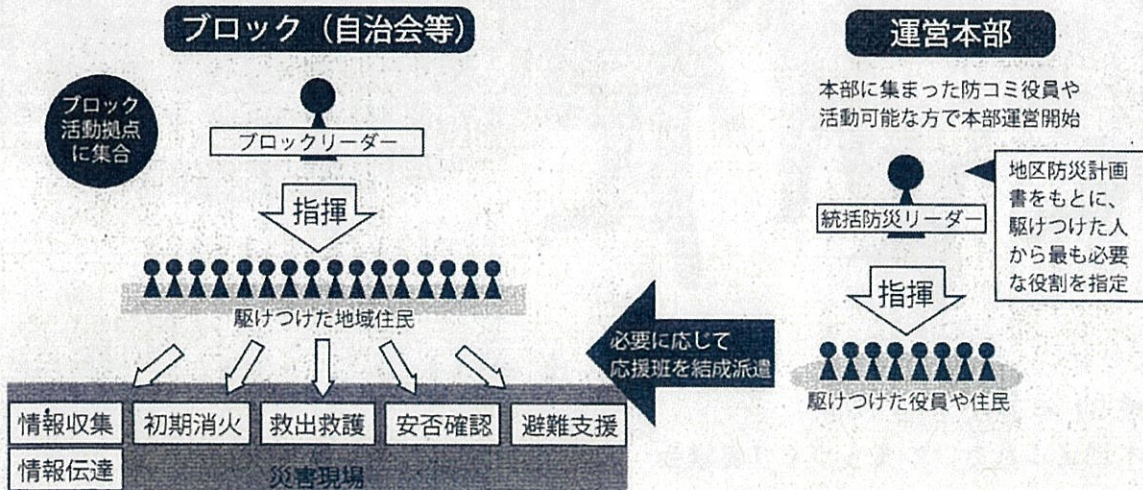 ブロック（自治会等）
ブロック
活動拠点
に集合
ブロックリーダー
指揮
駆けつけた地域住民
情報収集
初期消火
救出救護
安否確認
避難支援
情報伝達
災害現場
運営本部
本部に集まった防コミ役員や
活動可能な方で本部運営開始
統括防災リーダー
地区防災計画
書をもとに、
駆けつけた人
から最も必要
な役割を指定
指揮
駆けつけた役員や住民
必要に応じて
応援班を結成派遣